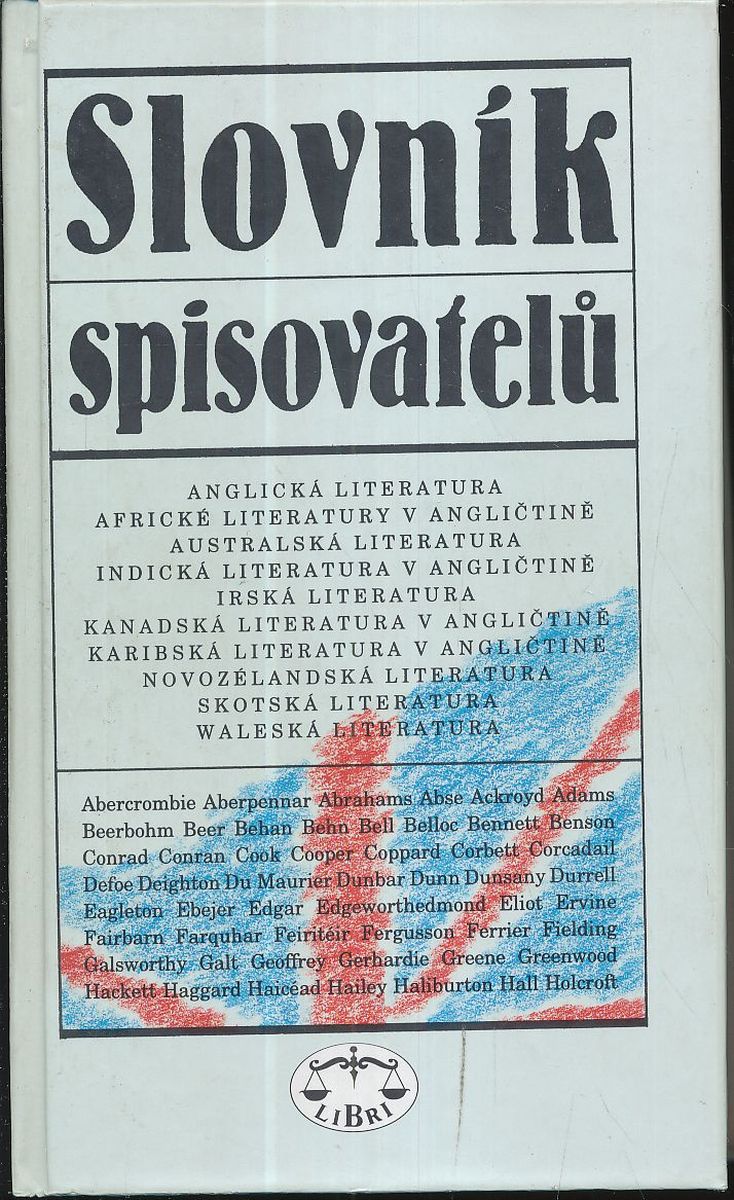 Slovník
spisovatelů
ANGLICKÁ LITERATURA
AFRICKÉ LITERATURY V ANGLIČTINĚ
AUSTRALSKÁ LITERATURA
INDICKÁ LITERATURA V ANGLIČTINĚ
IRSKÁ LITERATURA
KANADSKÁ LITERATURA V ANGLIČTINĚ
KARIBSKÁ LITERATURA V ANGLIČTINĚ
NOVOZÉLANDSKÁ LITERATURA
SKOTSKÁ LITERATURA
WALESKÁ LITERATURA
Abercrombie Aberpennar Abrahams Abse Ackroyd Adams
Beerbohm Beer Behan Behn Bell Belloc Bennett Benson
Conrad Conran Cook Cooper Coppard Corbett Corcadail
Defoe Deighton Du Maurier Dunbar Dunn Dunsany Durrell
Eagleton Ebejer Edgar Edgeworthedmond Eliot Ervine
Fairbarn Farquhar Feiritéir Fergusson Ferrier Fielding
Galsworthy Galt Geoffrey Gerhardie Greene Greenwood
Hackett Haggard Haicéad Hailey Haliburton Hall Holcroft
LIBRI